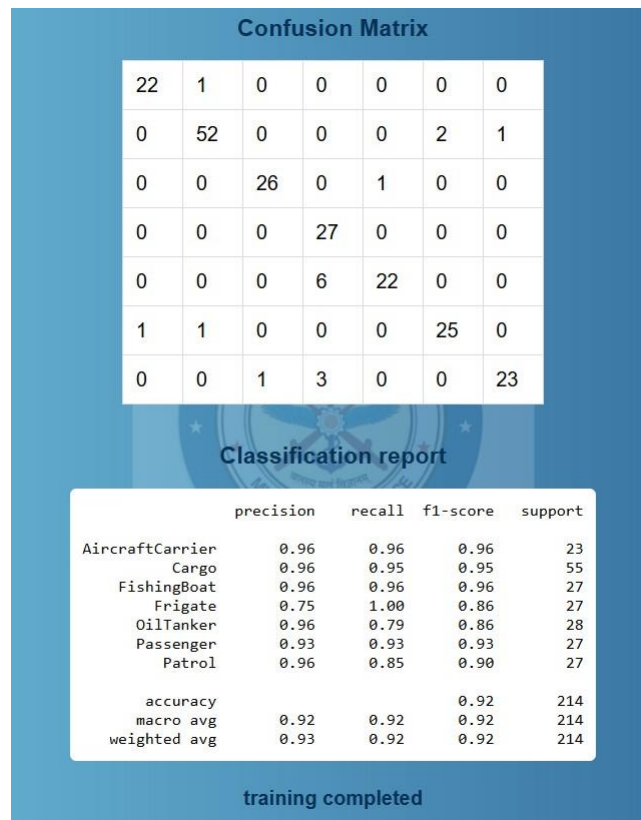 Confusion Matrix
22 1 0 0 0 0 0
0 52 0 0 0 2 1
0 0 26 0 1 0 0
0 0 0 27 0 0 0
0 0 0 6 22 0 0
1 1 0 0 0 25 0
0 0 1 3 0 0 23
Classification report
precision recall f1-score support
AircraftCarrier 0.96 0.96 0.96 23
Cargo 0.96 0.95 0.95 55
FishingBoat 0.96 0.96 0.96 27
Frigate 0.75 1.00 0.86 27
OilTanker 0.96 0.79 0.86 28
Passenger 0.93 0.93 0.93 27
Patrol 0.96 0.85 0.90 27
accuracy 0.92 214
macro avg 0.92 0.92 0.92 214
weighted avg 0.93 0.92 0.92 214
training completed